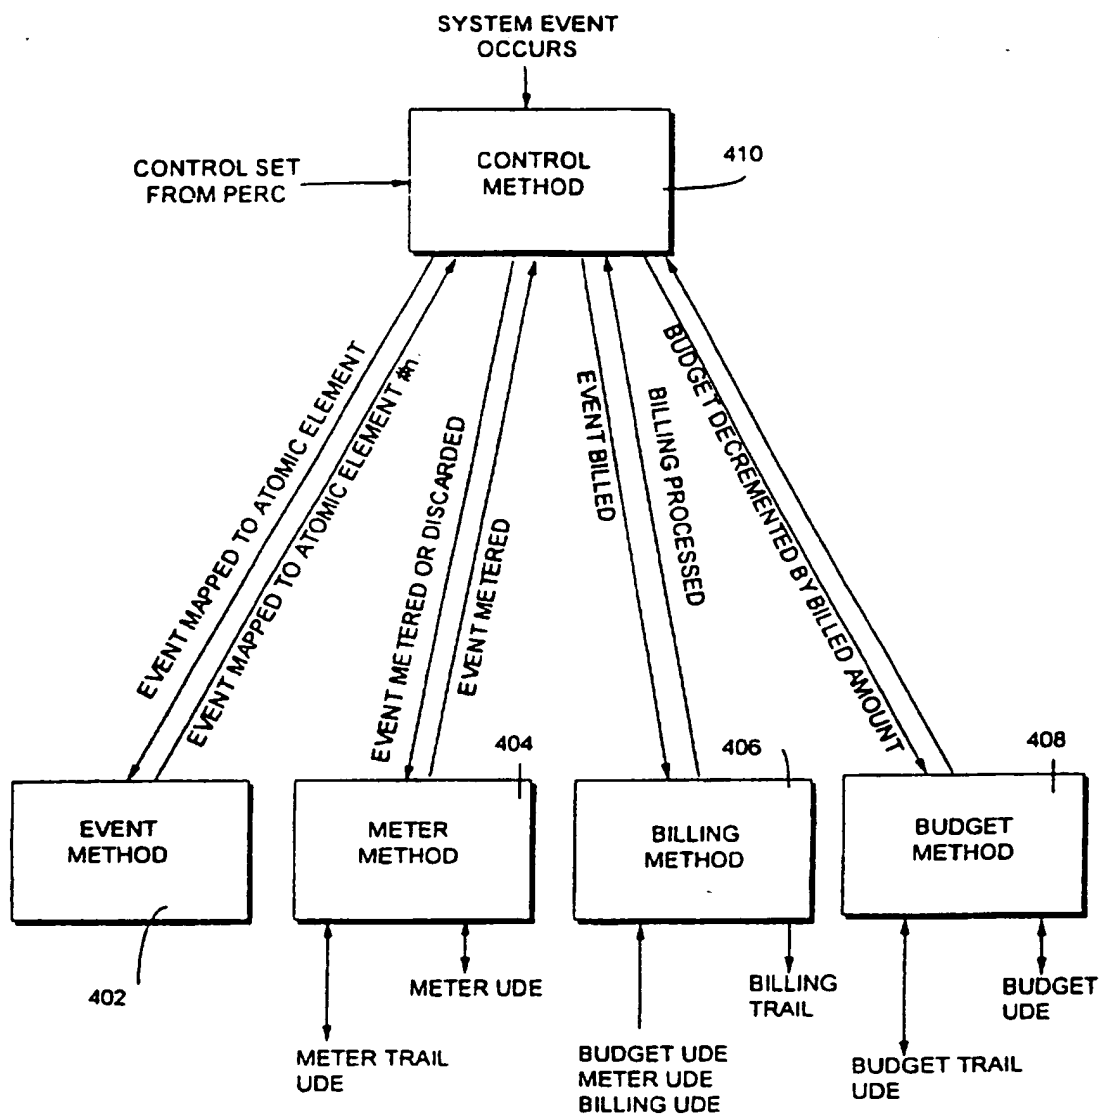 SYSTEM EVENT
OCCURS
CONTROL
METHOD
410
CONTROL SET
FROM PERC
EVENT MAPPED TO ATOMIC ELEMENT
EVENT MAPPED TO ATOMIC ELEMENT #n
EVENT METERED OR DISCARDED
EVENT METERED
EVENT BILLED
BILLING PROCESSED
BUDGET DECREMENTED BY BILLED AMOUNT
404
406
408
EVENT
METHOD
METER
METHOD
BILLING
METHOD
BUDGET
METHOD
402
METER UDE
METER TRAIL
UDE
BILLING
TRAIL
BUDGET UDE
METER UDE
BILLING UDE
BUDGET
UDE
BUDGET TRAIL
UDE